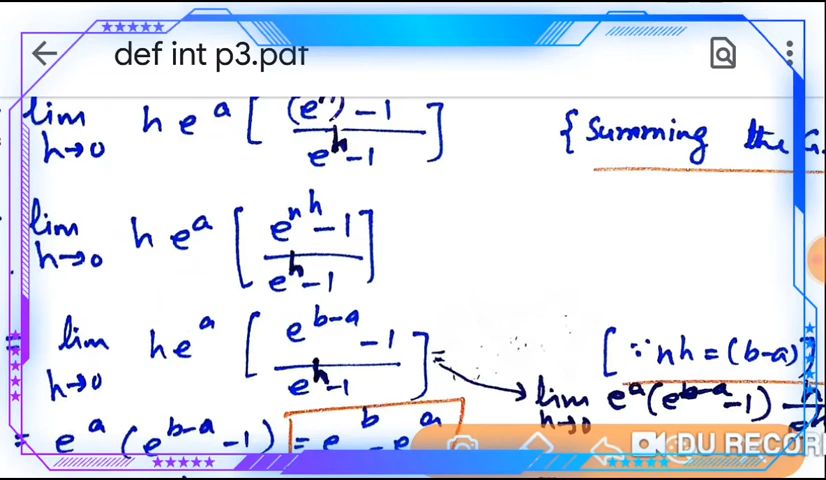 def int p3.pdf
lim h→0 h e^a [ (e^h) - 1 / e^h - 1 ] { Summing the G.
lim h→0 h e^a [ e^nh - 1 / e^h - 1 ]
= lim h→0 h e^a [ e^b-a - 1 / e^h - 1 ] = [ ∵ nh = (b-a) ]
lim h→0 e^a (e^b-a - 1) h / e^h
= e^a (e^b-a - 1) = e^b - e^a
DU RECOR